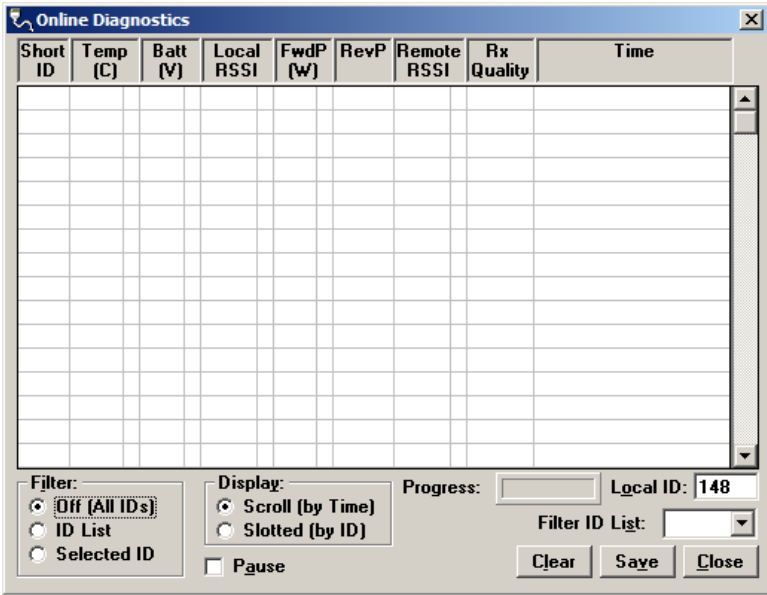 Online Diagnostics
Short ID Temp (C) Batt (V) Local RSSI FwdP (W) RevP Remote RSSI Rx Quality Time
Filter:
Off (All IDs)
ID List
Selected ID
Display:
Scroll (by Time)
Slotted (by ID)
Pause
Progress:
Local ID: 148
Filter ID List:
Clear Save Close